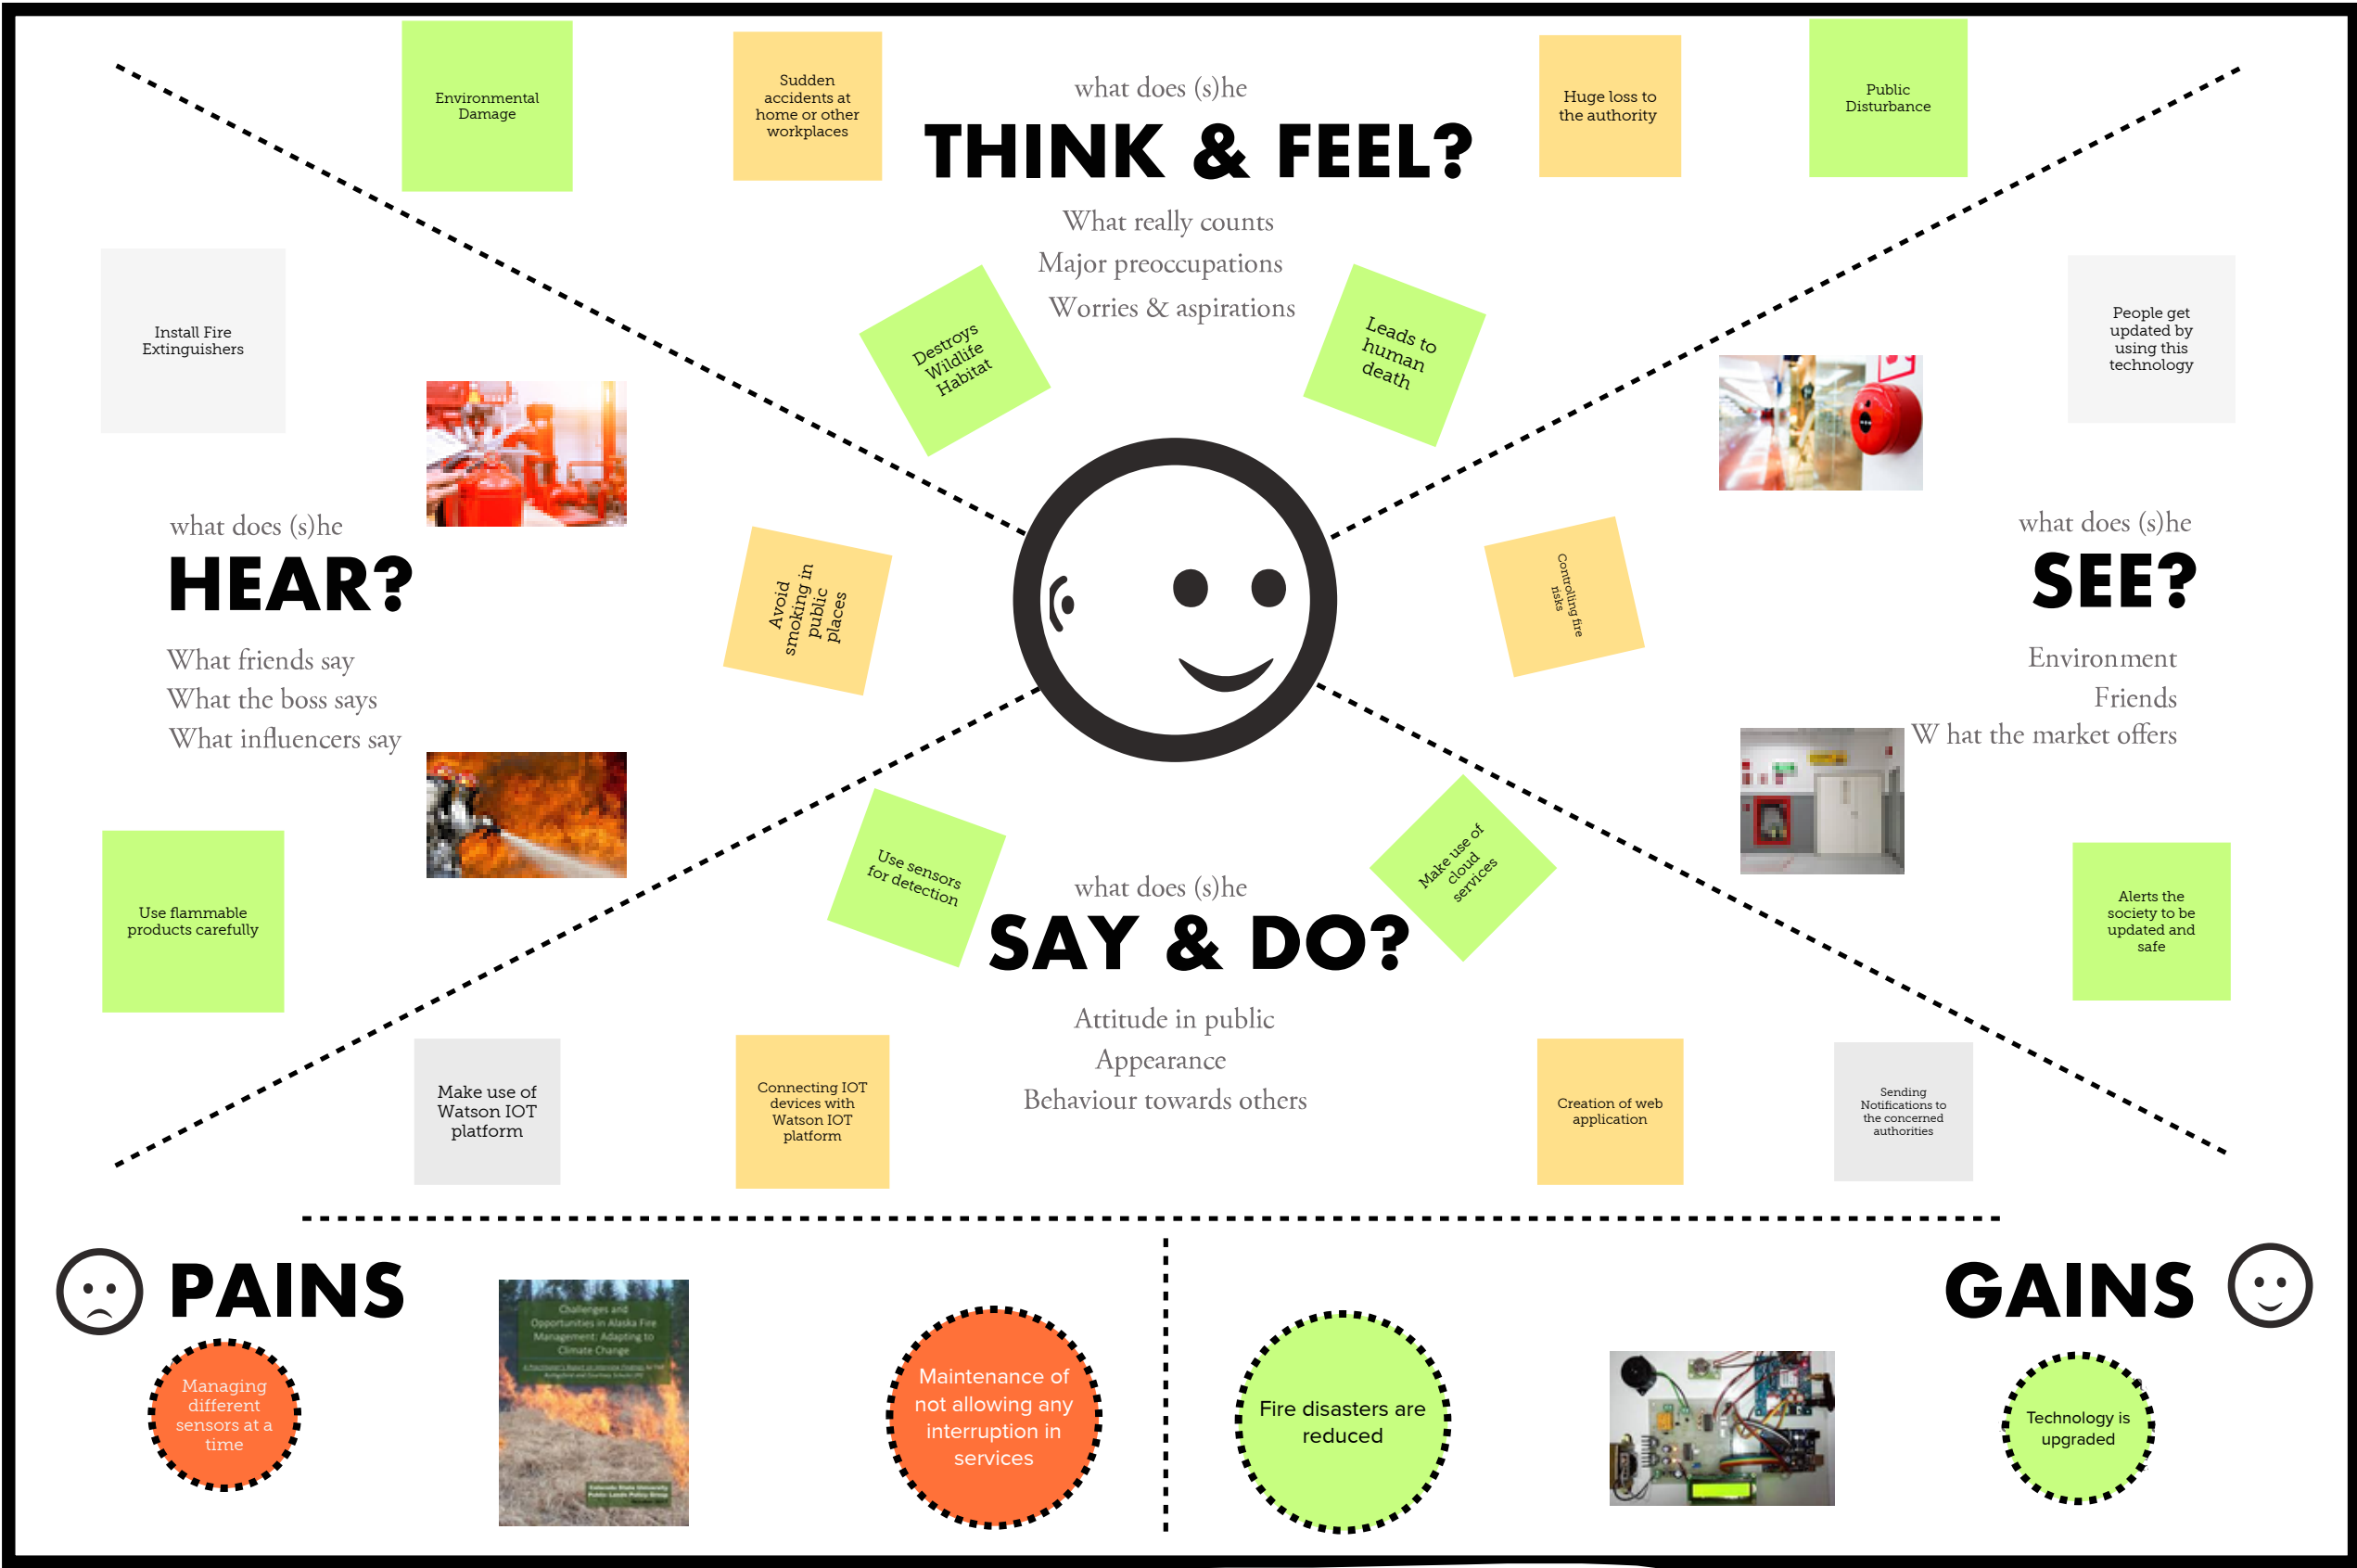 Environmental
Damage
Sudden
accidents at
home or other
workplaces
what does (s)he
THINK & FEEL?
What really counts
Major preoccupations
Worries & aspirations
Huge loss to
the authority
Public
Disturbance
Destroys
Wildlife
Habitat
Leads to
human
death
Install Fire
Extinguishers
what does (s)he
HEAR?
What friends say
What the boss says
What influencers say
Avoid
smoking in
public
places
Use flammable
products carefully
People get
updated by
using this
technology
Controlling fire
risks
what does (s)he
SEE?
Environment
Friends
W hat the market offers
Alerts the
society to be
updated and
safe
Use sensors
for detection
Make use of
cloud
services
what does (s)he
SAY & DO?
Attitude in public
Appearance
Behaviour towards others
Make use of
Watson IOT
platform
Connecting IOT
devices with
Watson IOT
platform
Creation of web
application
Sending
Notifications to
the concerned
authorities
PAINS
Managing
different
sensors at a
time
Challenges and
Opportunities in Alaska Fire
Management: Adapting to
Climate Change
Colorado State University
Public Lands Policy Group
Maintenance of
not allowing any
interruption in
services
GAINS
Fire disasters are
reduced
Technology is
upgraded